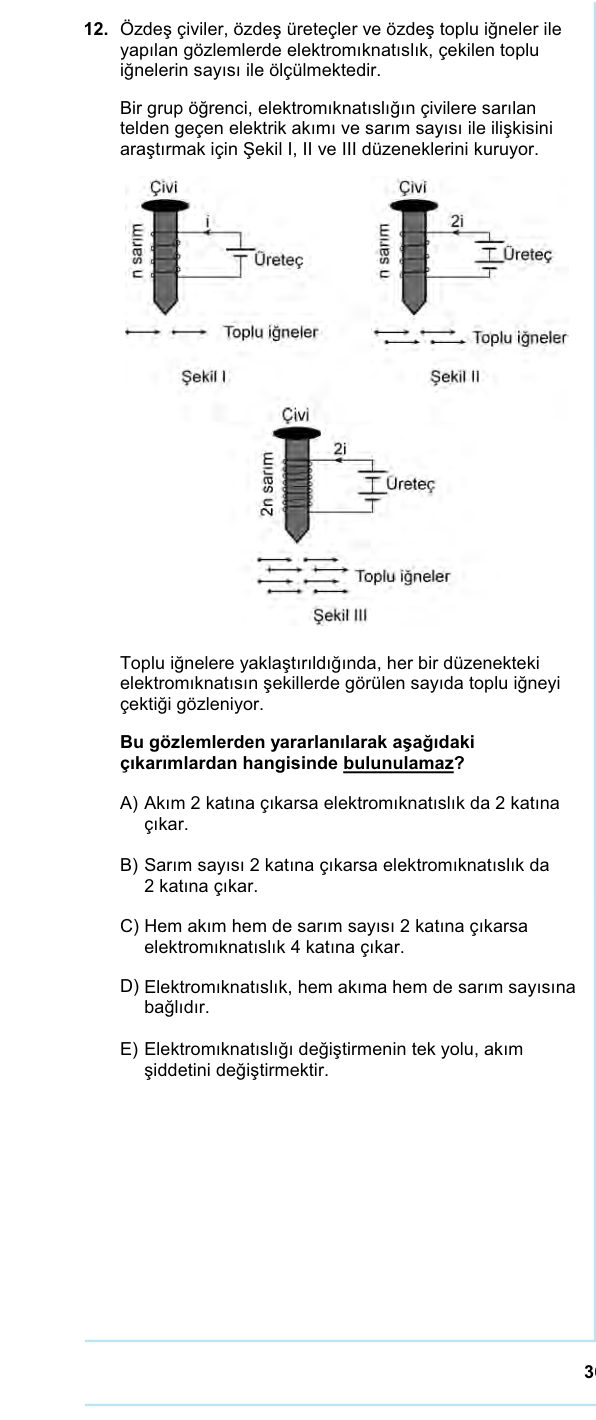 12. Özdeş çiviler, özdeş üreteçler ve özdeş toplu iğneler ile
yapılan gözlemlerde elektromıknatıslık, çekilen toplu
iğnelerin sayısı ile ölçülmektedir.
Bir grup öğrenci, elektromıknatıslığın çivilere sarılan
telden geçen elektrik akımı ve sarım sayısı ile ilişkisini
araştırmak için Şekil I, II ve III düzeneklerini kuruyor.
Çivi
n sarım
i
Üreteç
Toplu iğneler
Şekil I
Çivi
n sarım
2i
Üreteç
Toplu iğneler
Şekil II
Çivi
2n sarım
2i
Üreteç
Toplu iğneler
Şekil III
Toplu iğnelere yaklaştırıldığında, her bir düzenekteki
elektromıknatısın şekillerde görülen sayıda toplu iğneyi
çektiği gözleniyor.
Bu gözlemlerden yararlanılarak aşağıdaki
çıkarımlardan hangisinde bulunulamaz?
A) Akım 2 katına çıkarsa elektromıknatıslık da 2 katına
çıkar.
B) Sarım sayısı 2 katına çıkarsa elektromıknatıslık da
2 katına çıkar.
C) Hem akım hem de sarım sayısı 2 katına çıkarsa
elektromıknatıslık 4 katına çıkar.
D) Elektromıknatıslık, hem akıma hem de sarım sayısına
bağlıdır.
E) Elektromıknatıslığı değiştirmenin tek yolu, akım
şiddetini değiştirmektir.